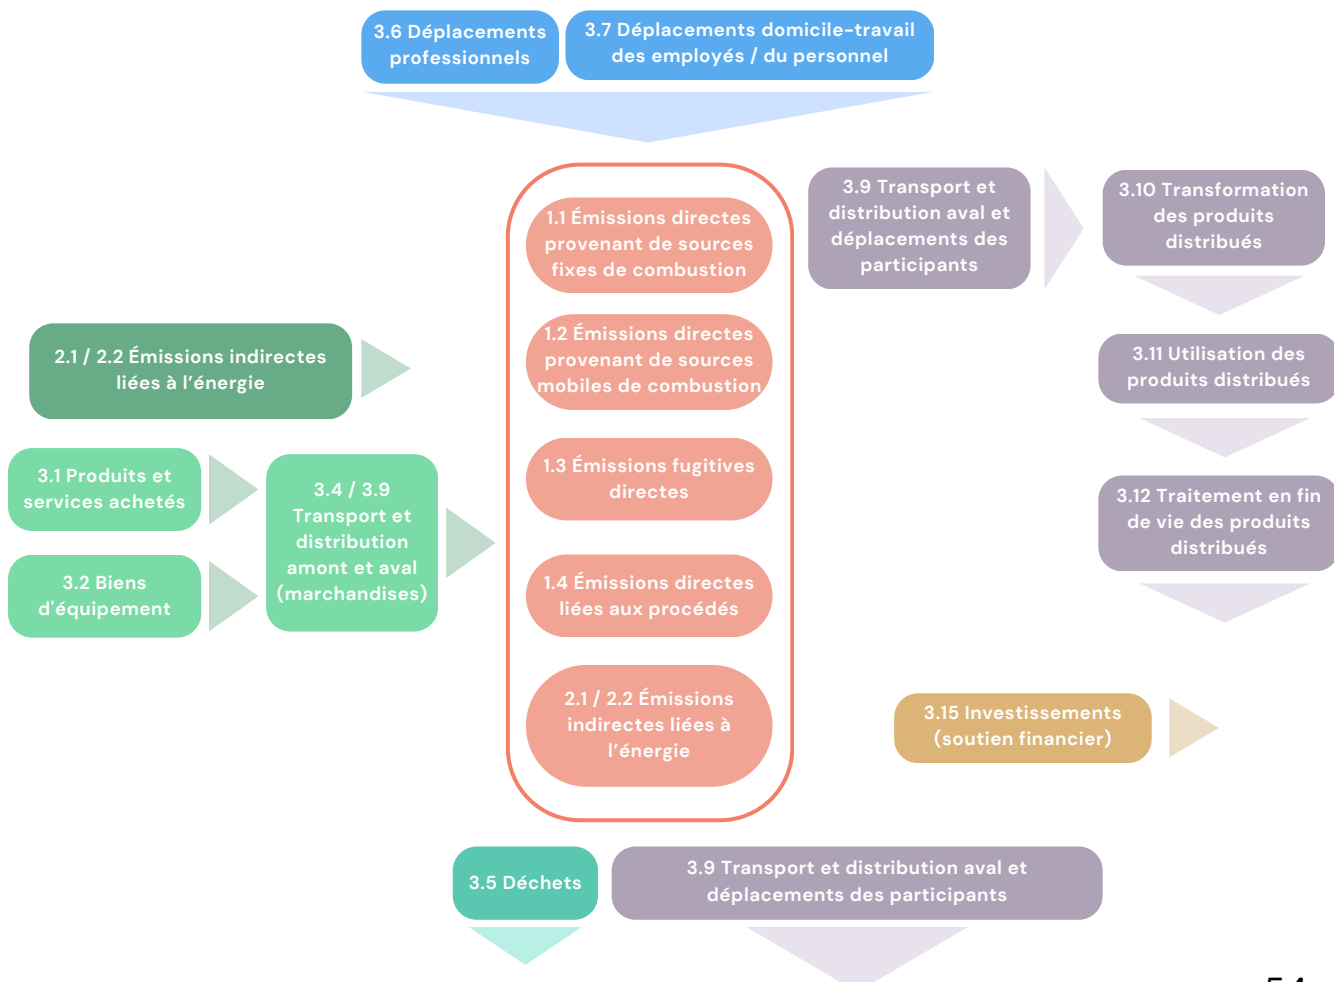 3.6 Déplacements
professionnels
3.7 Déplacements domicile-travail
des employés / du personnel
1.1 Émissions directes
provenant de sources
fixes de combustion
3.9 Transport et
distribution aval et
déplacements des
participants
3.10 Transformation
des produits
distribués
2.1 / 2.2 Émissions indirectes
liées à l'énergie
1.2 Émissions directes
provenant de sources
mobiles de combustion
3.11 Utilisation des
produits distribués
3.1 Produits et
services achetés
3.4 / 3.9
Transport et
distribution
amont et aval
(marchandises)
1.3 Émissions fugitives
directes
3.12 Traitement en fin
de vie des produits
distribués
3.2 Biens
d'équipement
1.4 Émissions directes
liées aux procédés
2.1 / 2.2 Émissions
indirectes liées à
l'énergie
3.15 Investissements
(soutien financier)
3.5 Déchets
3.9 Transport et distribution aval et
déplacements des participants